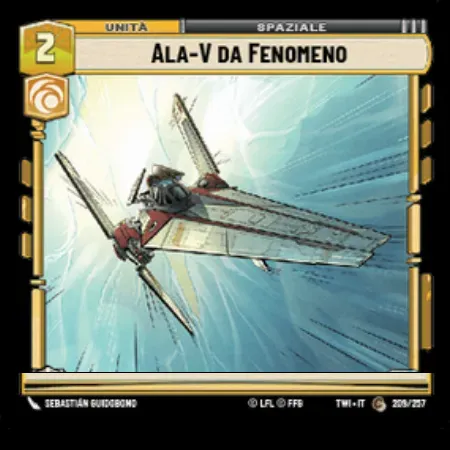 UNITÀ SPAZIALE
2 ALA-V DA FENOMENO
SEBASTIÁN GUIDOBONO © LFL © FFG TWI • IT C 209/257